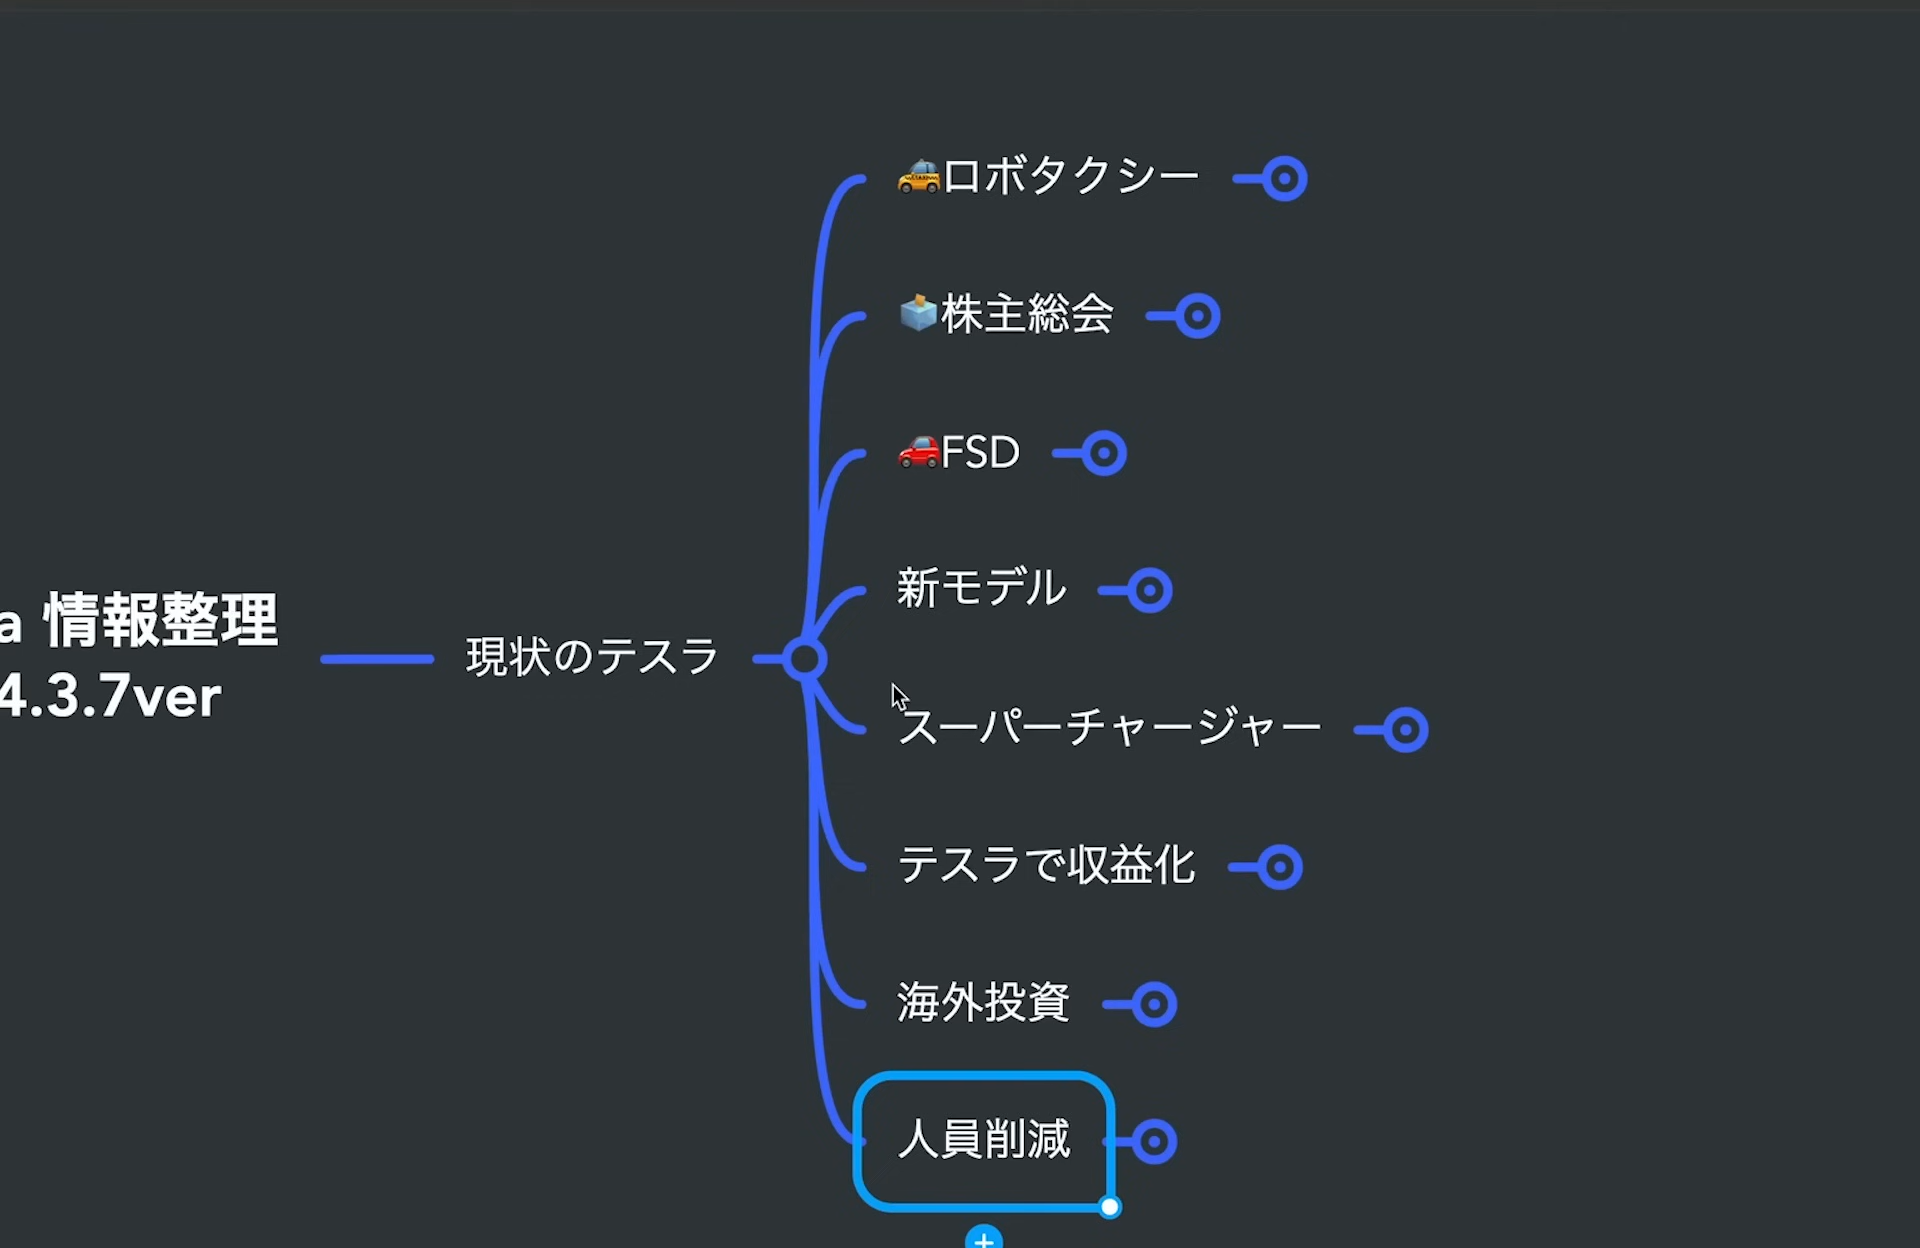 🚕ロボタクシー
🗳️株主総会
🚗FSD
新モデル
a 情報整理
4.3.7ver
現状のテスラ
スーパーチャージャー
テスラで収益化
海外投資
人員削減